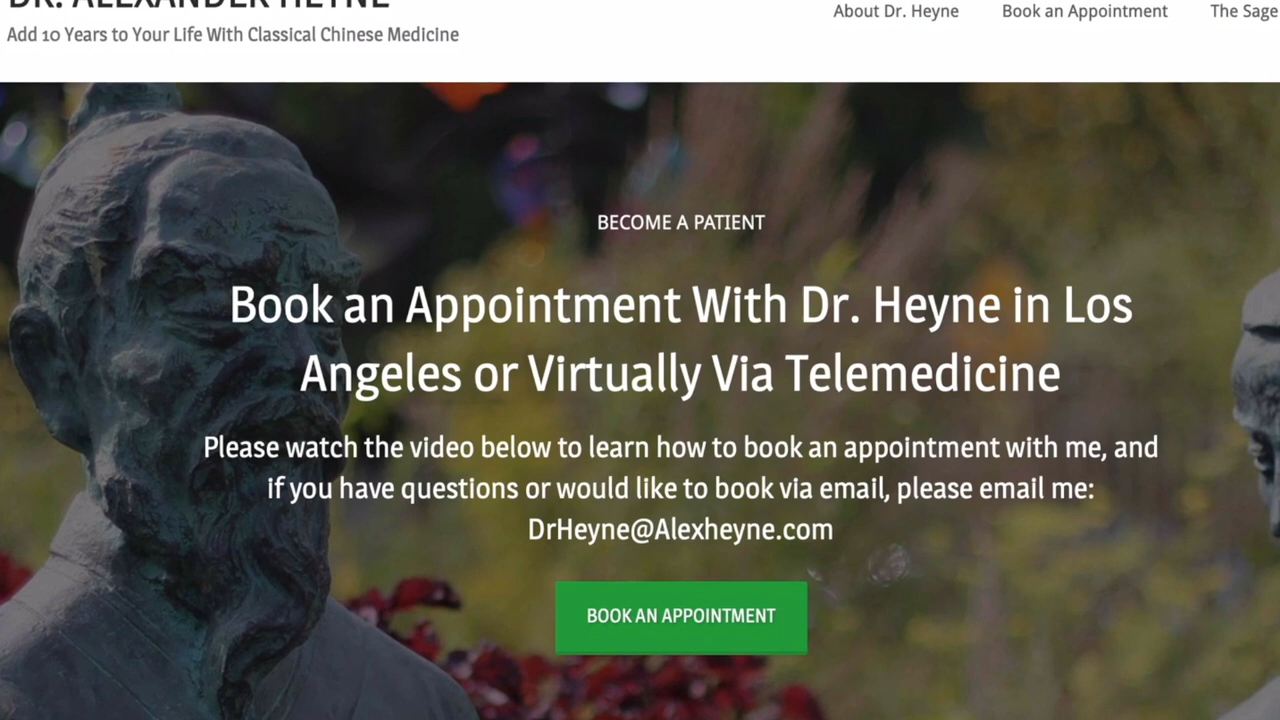 DR. ALEXANDER HEYNE
Add 10 Years to Your Life With Classical Chinese Medicine
About Dr. Heyne
Book an Appointment
The Sage
BECOME A PATIENT
Book an Appointment With Dr. Heyne in Los
Angeles or Virtually Via Telemedicine
Please watch the video below to learn how to book an appointment with me, and
if you have questions or would like to book via email, please email me:
DrHeyne@Alexheyne.com
BOOK AN APPOINTMENT